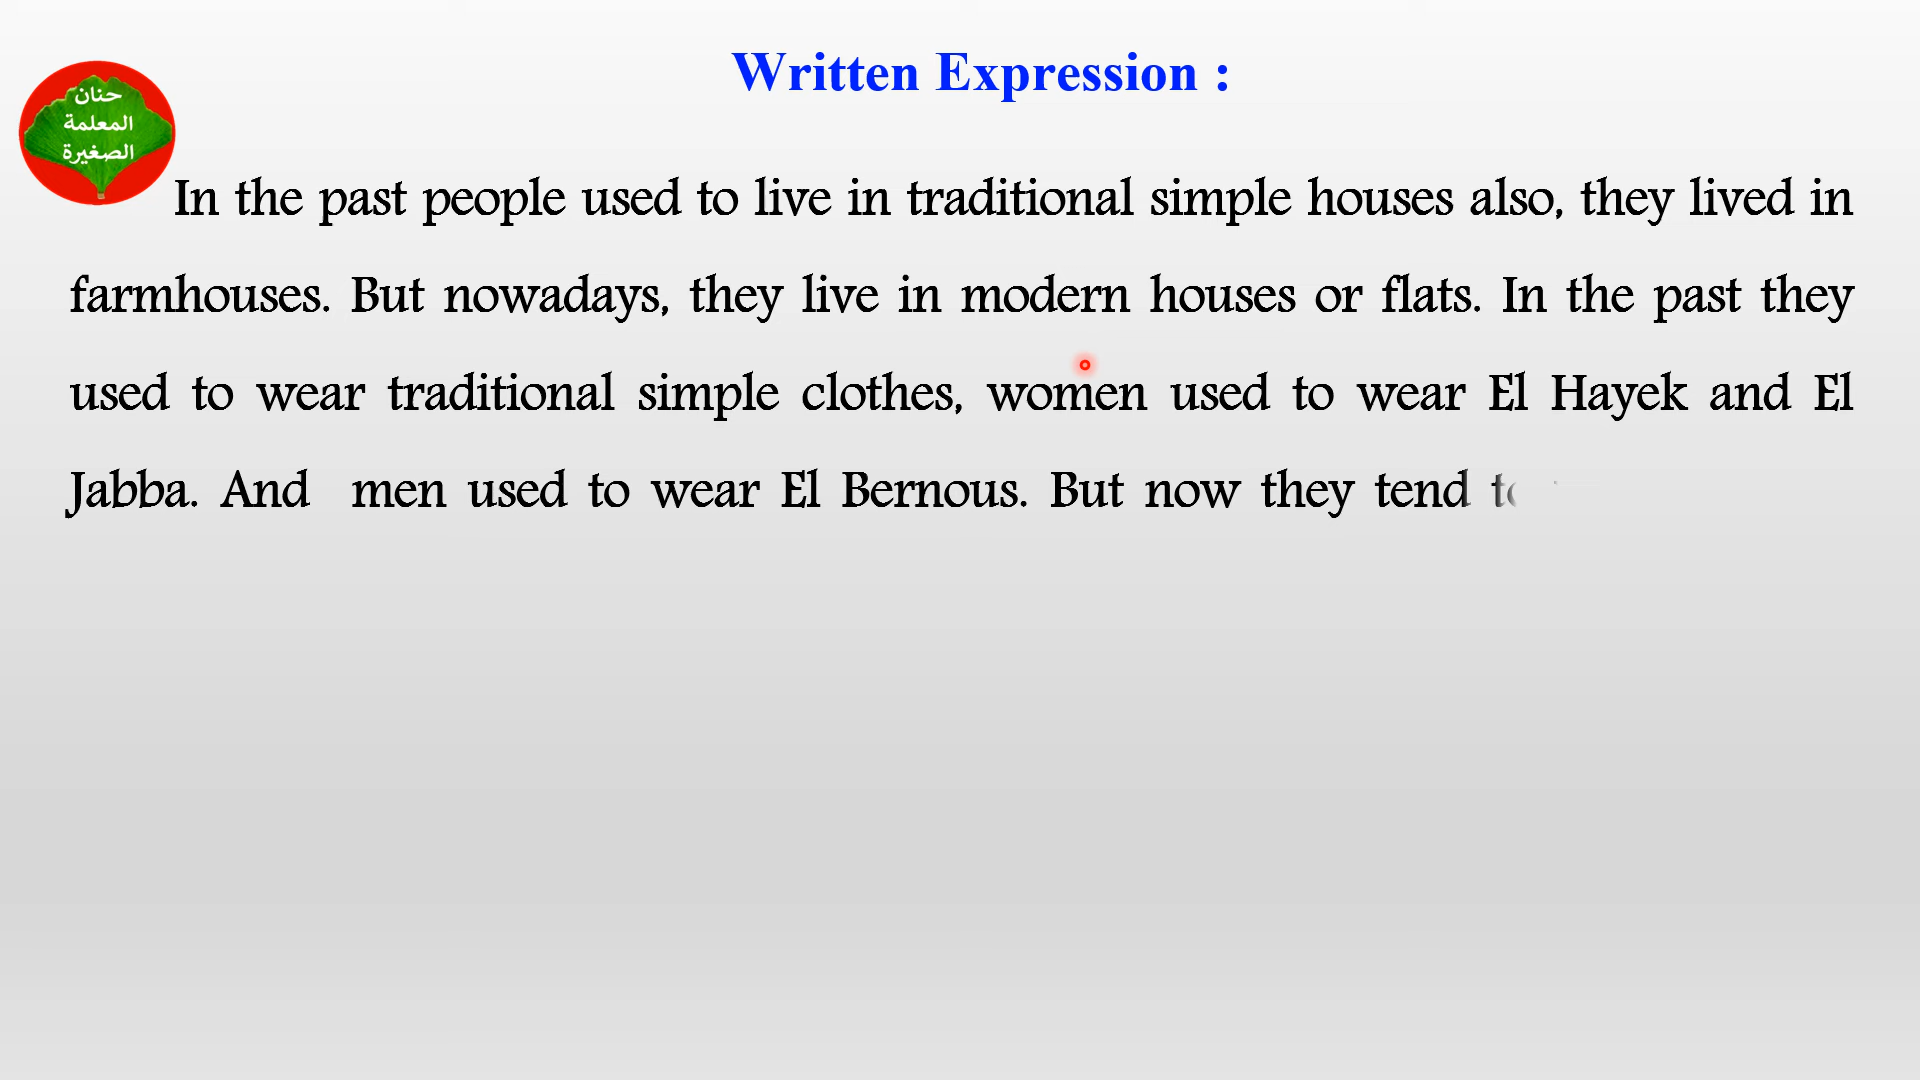 Written Expression :
حنان
المعلمة
الصغيرة
In the past people used to live in traditional simple houses also, they lived in
farmhouses. But nowadays, they live in modern houses or flats. In the past they
used to wear traditional simple clothes, women used to wear El Hayek and El
Jabba. And men used to wear El Bernous. But now they tend to